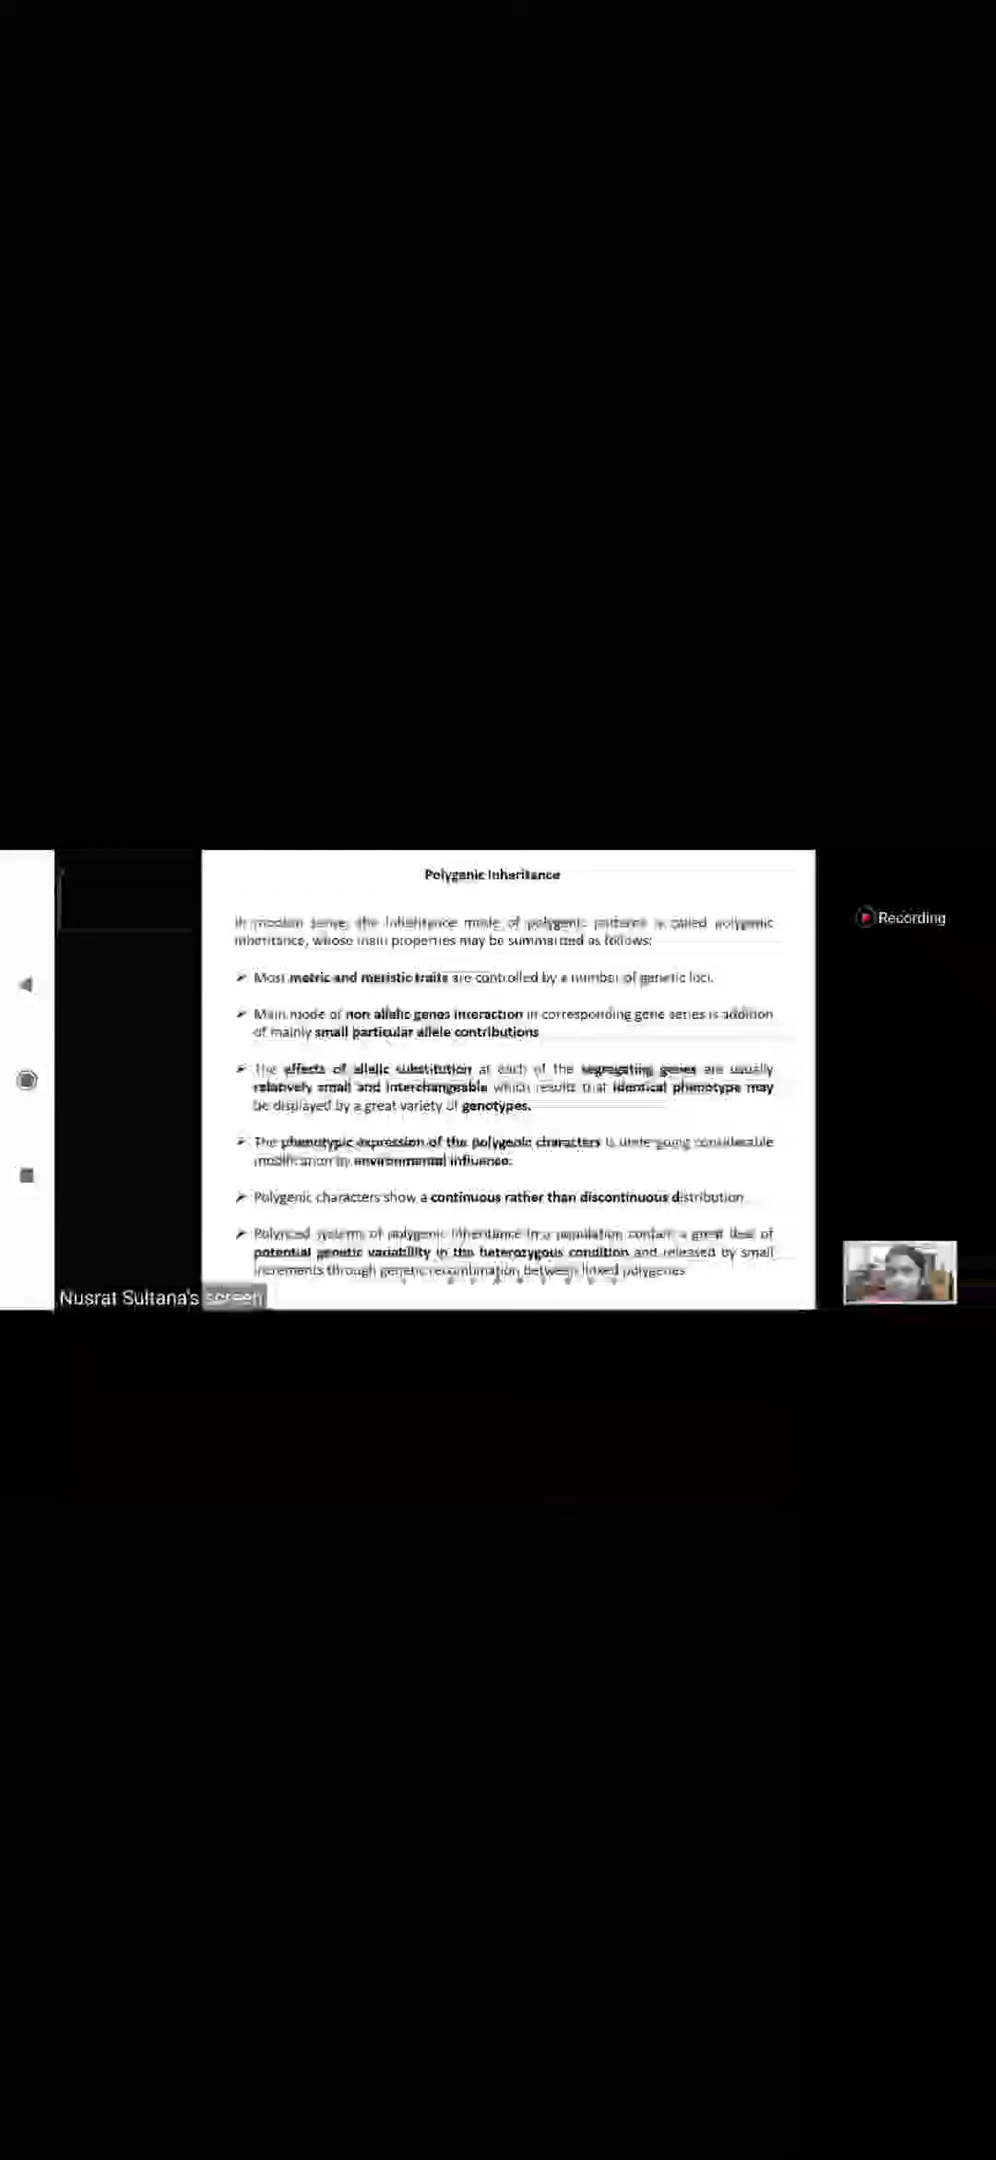 Polygenic Inheritance
In modern sense, the inheritance mode of polygenic patterns is called polygenic
inheritance, whose main properties may be summarized as follows:
Recording
➤ Most metric and meristic traits are controlled by a number of genetic loci.
➤ Main mode of non allelic genes interaction in corresponding gene series is addition
of mainly small particular allele contributions
➤ The effects of allelic substitution at each of the segregating genes are usually
relatively small and interchangeable which results that identical phenotype may
be displayed by a great variety of genotypes.
➤ The phenotypic expression of the polygenic characters is undergoing considerable
modification by environmental influence.
➤ Polygenic characters show a continuous rather than discontinuous distribution
➤ systems of polygenic inheritance in a population contain a great deal of
potential genetic variability in the heterozygous condition and released by small
increments through genetic recombination between linked polygenes
Nusrat Sultana's screen